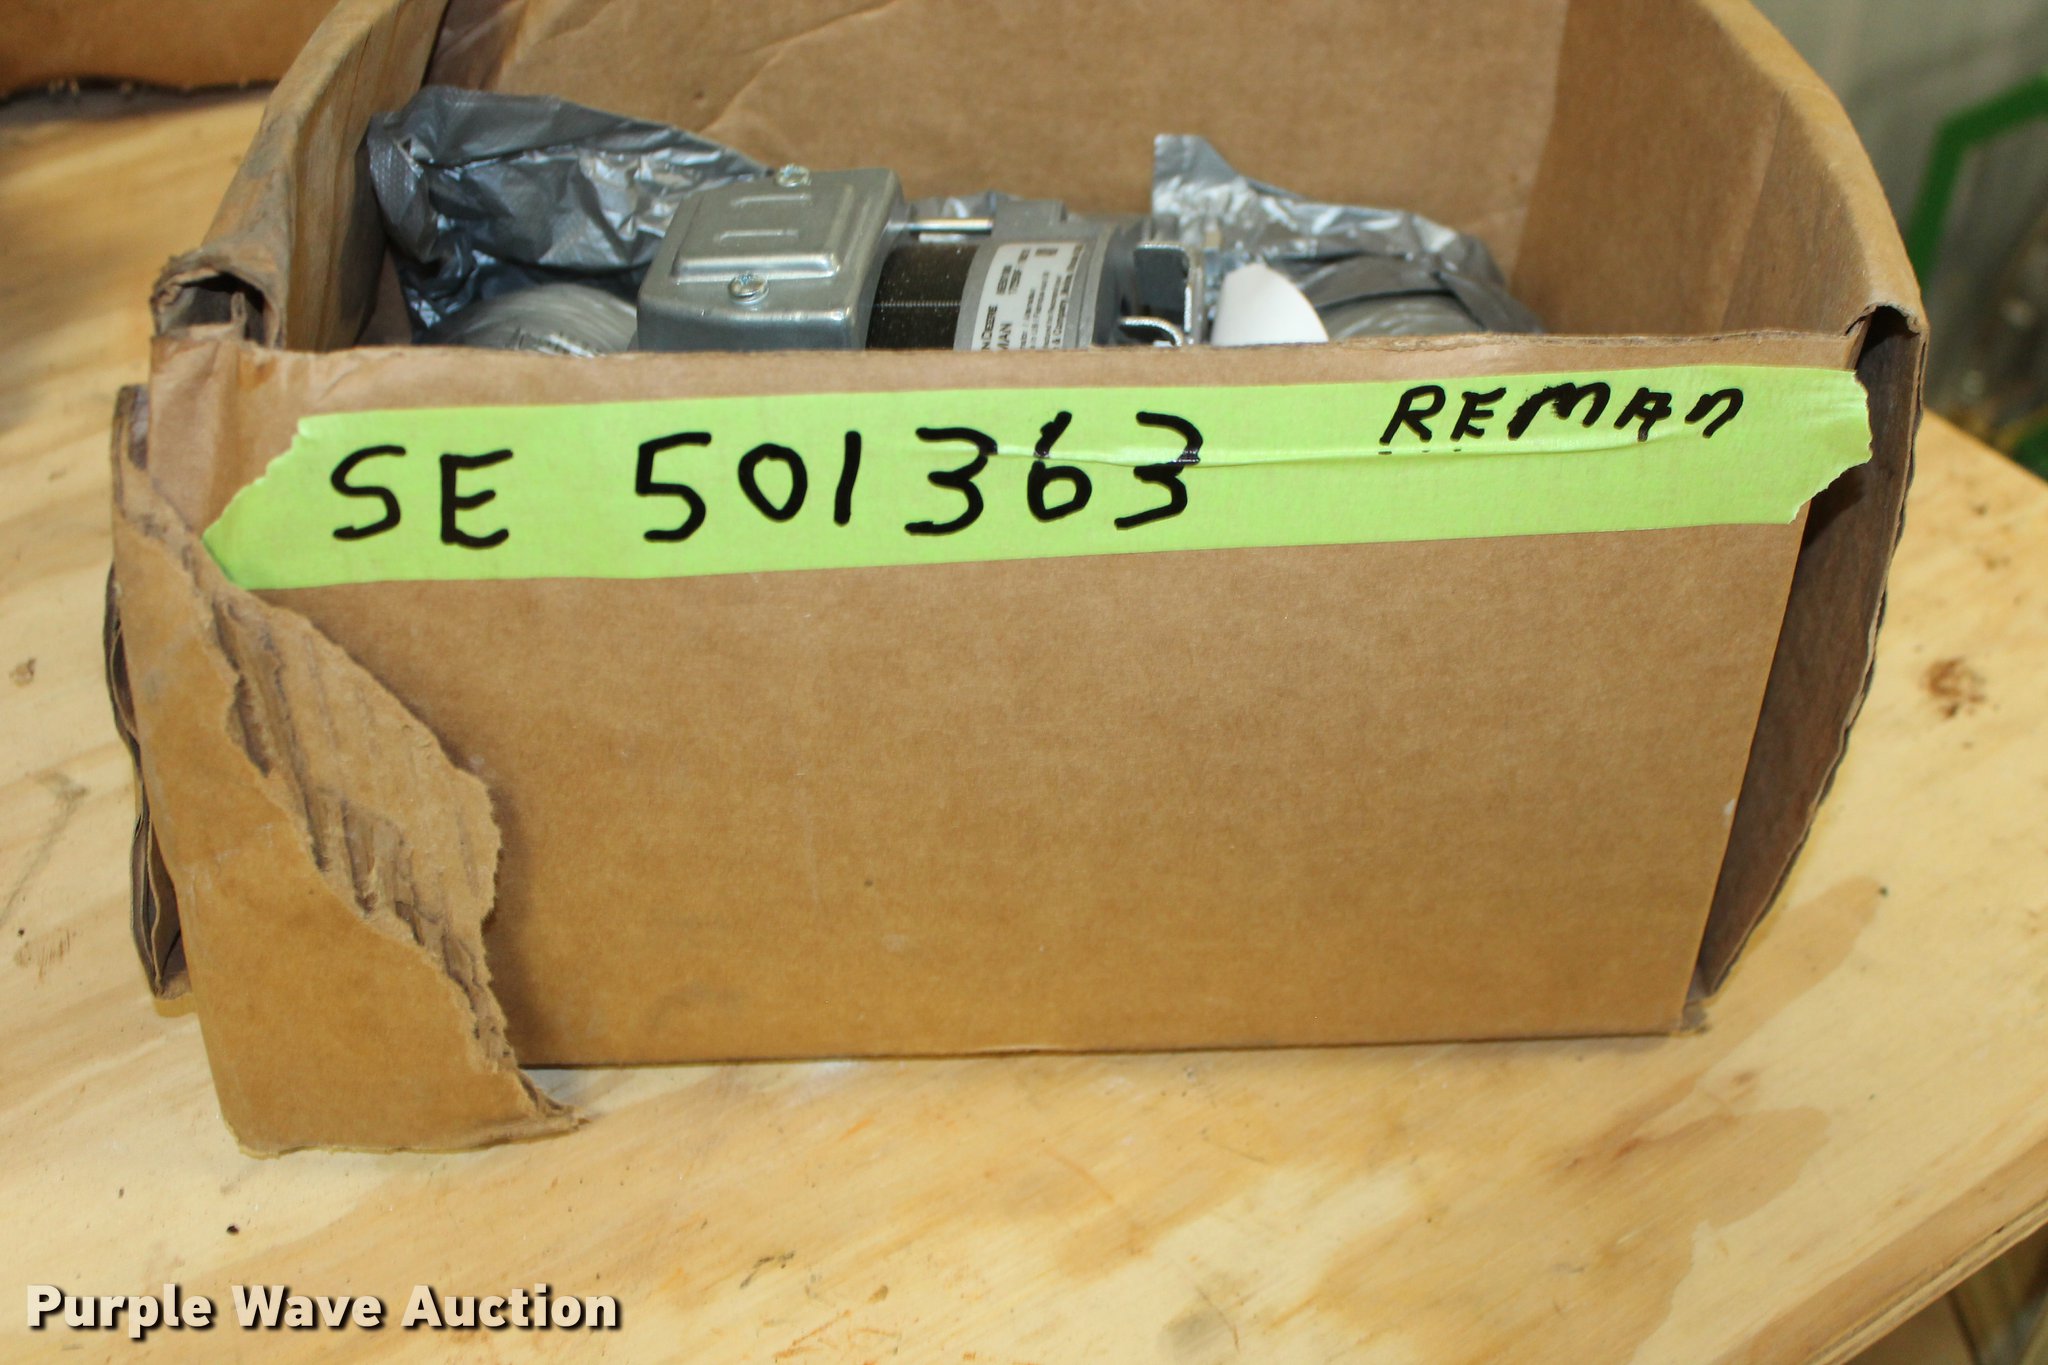 SE 501363 REMAN
Purple Wave Auction